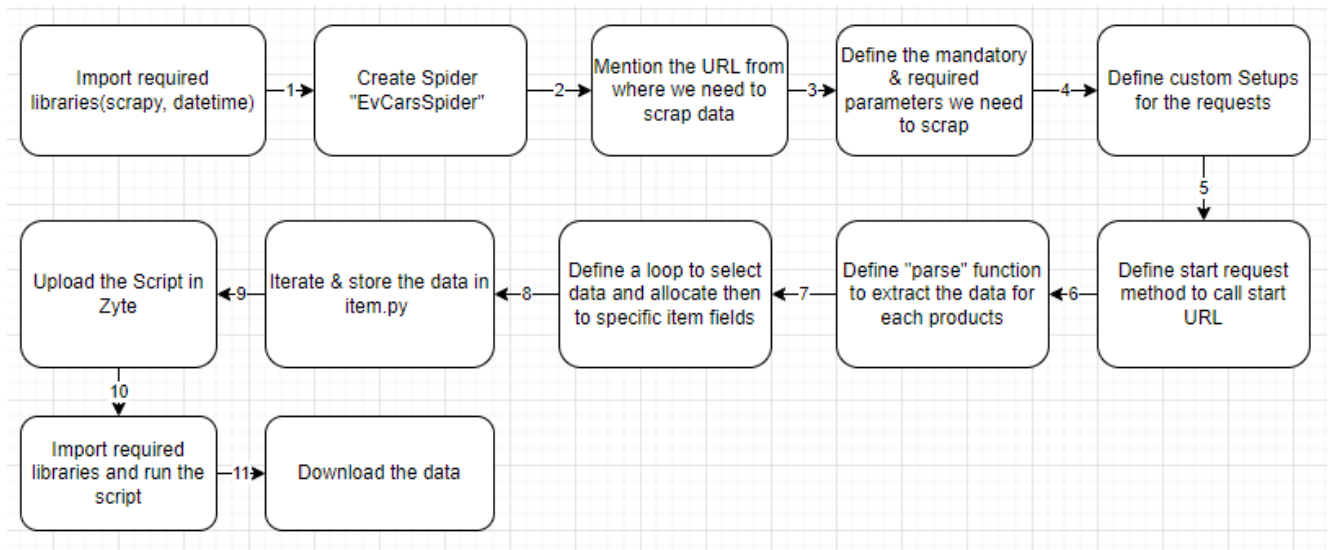 Import required
libraries(scrapy, datetime)
1
Create Spider
"EvCarsSpider"
2
Mention the URL from
where we need to
scrap data
3
Define the mandatory
& required
parameters we need
to scrap
4
Define custom Setups
for the requests
5
Define start request
method to call start
URL
6
Define "parse" function
to extract the data for
each products
7
Define a loop to select
data and allocate then
to specific item fields
8
Iterate & store the data in
item.py
9
Upload the Script in
Zyte
10
Import required
libraries and run the
script
11
Download the data